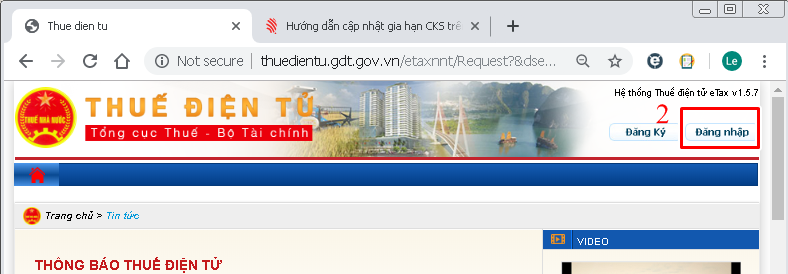 Thue dien tu
Hướng dẫn cập nhật gia hạn CKS trê
Not secure | thuedientu.gdt.gov.vn/etaxnnt/Request?&dse...
Le
THUẾ NHÀ NƯỚC
THUẾ ĐIỆN TỬ
Tổng cục Thuế - Bộ Tài chính
Hệ thống Thuế điện tử eTax v1.5.7
2
Đăng Ký
Đăng nhập
Trang chủ > Tin tức
VIDEO
THÔNG BÁO THUẾ ĐIỆN TỬ